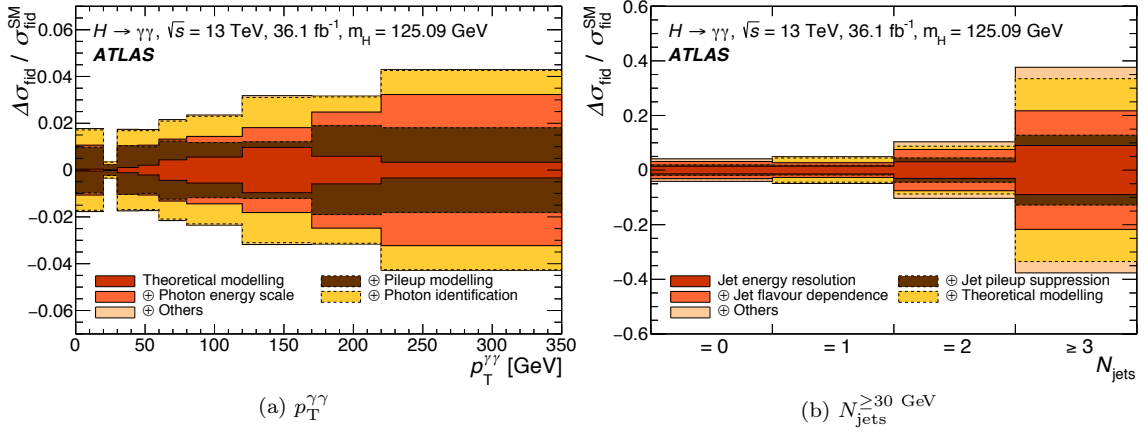 H → γγ, √s = 13 TeV, 36.1 fb⁻¹, m_H = 125.09 GeV
ATLAS
Δσ_fid / σ_fid^SM
0.06
0.04
0.02
0
−0.02
−0.04
−0.06
Theoretical modelling
⊕ Pileup modelling
⊕ Photon energy scale
⊕ Photon identification
⊕ Others
0 50 100 150 200 250 300 350
p_T^γγ [GeV]
(a) p_T^γγ
H → γγ, √s = 13 TeV, 36.1 fb⁻¹, m_H = 125.09 GeV
ATLAS
Δσ_fid / σ_fid^SM
0.6
0.4
0.2
0
−0.2
−0.4
−0.6
Jet energy resolution
⊕ Jet pileup suppression
⊕ Jet flavour dependence
⊕ Theoretical modelling
⊕ Others
= 0 = 1 = 2 ≥ 3
N_jets
(b) N_jets^≥30 GeV